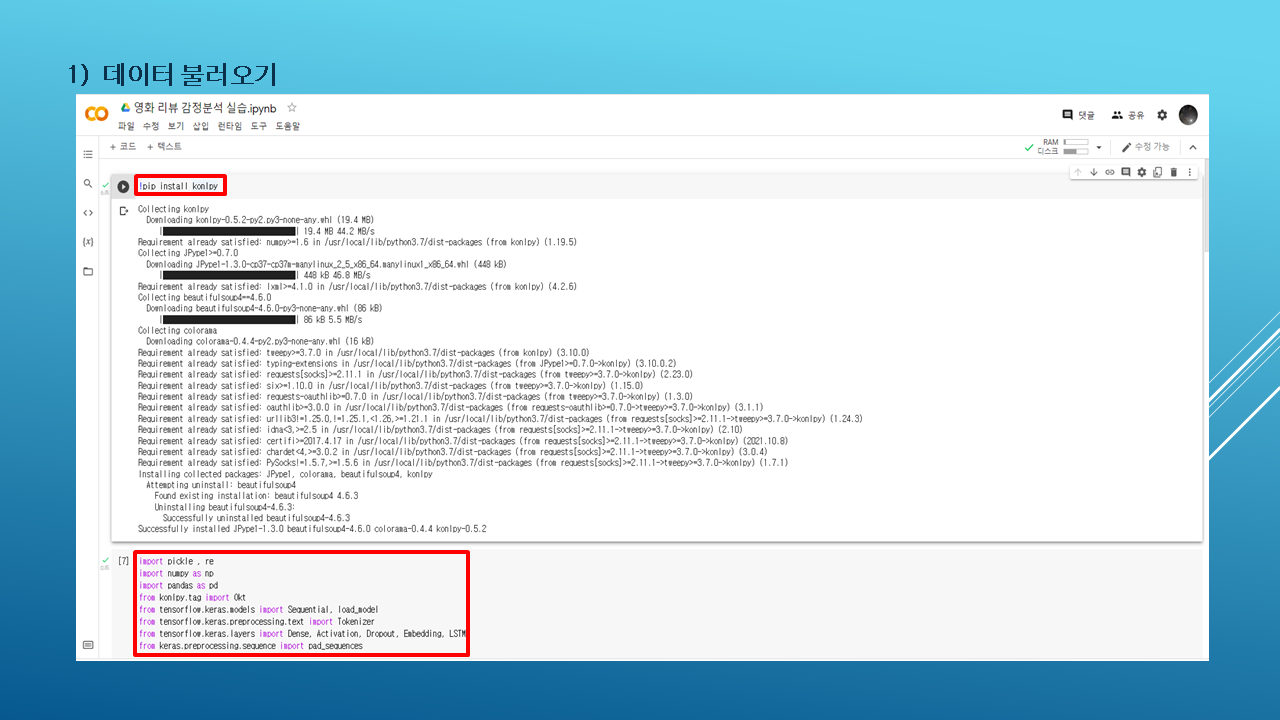 1) 데이터 불러오기
영화 리뷰 감정분석 실습.ipynb
파일 수정 보기 삽입 런타임 도구 도움말
댓글 공유
+ 코드 + 텍스트
RAM
디스크
수정 가능
!pip install konlpy
Collecting konlpy
Downloading konlpy-0.5.2-py2.py3-none-any.whl (19.4 MB)
|████████████████████████████████| 19.4 MB 44.2 MB/s
Requirement already satisfied: numpy>=1.6 in /usr/local/lib/python3.7/dist-packages (from konlpy) (1.19.5)
Collecting JPype1>=0.7.0
Downloading JPype1-1.3.0-cp37-cp37m-manylinux_2_5_x86_64.manylinux1_x86_64.whl (448 kB)
|████████████████████████████████| 448 kB 46.8 MB/s
Requirement already satisfied: lxml>=4.1.0 in /usr/local/lib/python3.7/dist-packages (from konlpy) (4.2.6)
Collecting beautifulsoup4==4.6.0
Downloading beautifulsoup4-4.6.0-py3-none-any.whl (86 kB)
|████████████████████████████████| 86 kB 5.5 MB/s
Collecting colorama
Downloading colorama-0.4.4-py2.py3-none-any.whl (16 kB)
Requirement already satisfied: tweepy>=3.7.0 in /usr/local/lib/python3.7/dist-packages (from konlpy) (3.10.0)
Requirement already satisfied: typing-extensions in /usr/local/lib/python3.7/dist-packages (from JPype1>=0.7.0->konlpy) (3.10.0.2)
Requirement already satisfied: requests[socks]>=2.11.1 in /usr/local/lib/python3.7/dist-packages (from tweepy>=3.7.0->konlpy) (2.23.0)
Requirement already satisfied: six>=1.10.0 in /usr/local/lib/python3.7/dist-packages (from tweepy>=3.7.0->konlpy) (1.15.0)
Requirement already satisfied: requests-oauthlib>=0.7.0 in /usr/local/lib/python3.7/dist-packages (from tweepy>=3.7.0->konlpy) (1.3.0)
Requirement already satisfied: oauthlib>=3.0.0 in /usr/local/lib/python3.7/dist-packages (from requests-oauthlib>=0.7.0->tweepy>=3.7.0->konlpy) (3.1.1)
Requirement already satisfied: urllib3!=1.25.0,!=1.25.1,<1.26,>=1.21.1 in /usr/local/lib/python3.7/dist-packages (from requests[socks]>=2.11.1->tweepy>=3.7.0->konlpy) (1.24.3)
Requirement already satisfied: idna<3,>=2.5 in /usr/local/lib/python3.7/dist-packages (from requests[socks]>=2.11.1->tweepy>=3.7.0->konlpy) (2.10)
Requirement already satisfied: certifi>=2017.4.17 in /usr/local/lib/python3.7/dist-packages (from requests[socks]>=2.11.1->tweepy>=3.7.0->konlpy) (2021.10.8)
Requirement already satisfied: chardet<4,>=3.0.2 in /usr/local/lib/python3.7/dist-packages (from requests[socks]>=2.11.1->tweepy>=3.7.0->konlpy) (3.0.4)
Requirement already satisfied: PySocks!=1.5.7,>=1.5.6 in /usr/local/lib/python3.7/dist-packages (from requests[socks]>=2.11.1->tweepy>=3.7.0->konlpy) (1.7.1)
Installing collected packages: JPype1, colorama, beautifulsoup4, konlpy
Attempting uninstall: beautifulsoup4
Found existing installation: beautifulsoup4 4.6.3
Uninstalling beautifulsoup4-4.6.3:
Successfully uninstalled beautifulsoup4-4.6.3
Successfully installed JPype1-1.3.0 beautifulsoup4-4.6.0 colorama-0.4.4 konlpy-0.5.2
[7] import pickle , re
import numpy as np
import pandas as pd
from konlpy.tag import Okt
from tensorflow.keras.models import Sequential, load_model
from tensorflow.keras.preprocessing.text import Tokenizer
from tensorflow.keras.layers import Dense, Activation, Dropout, Embedding, LSTM
from keras.preprocessing.sequence import pad_sequences